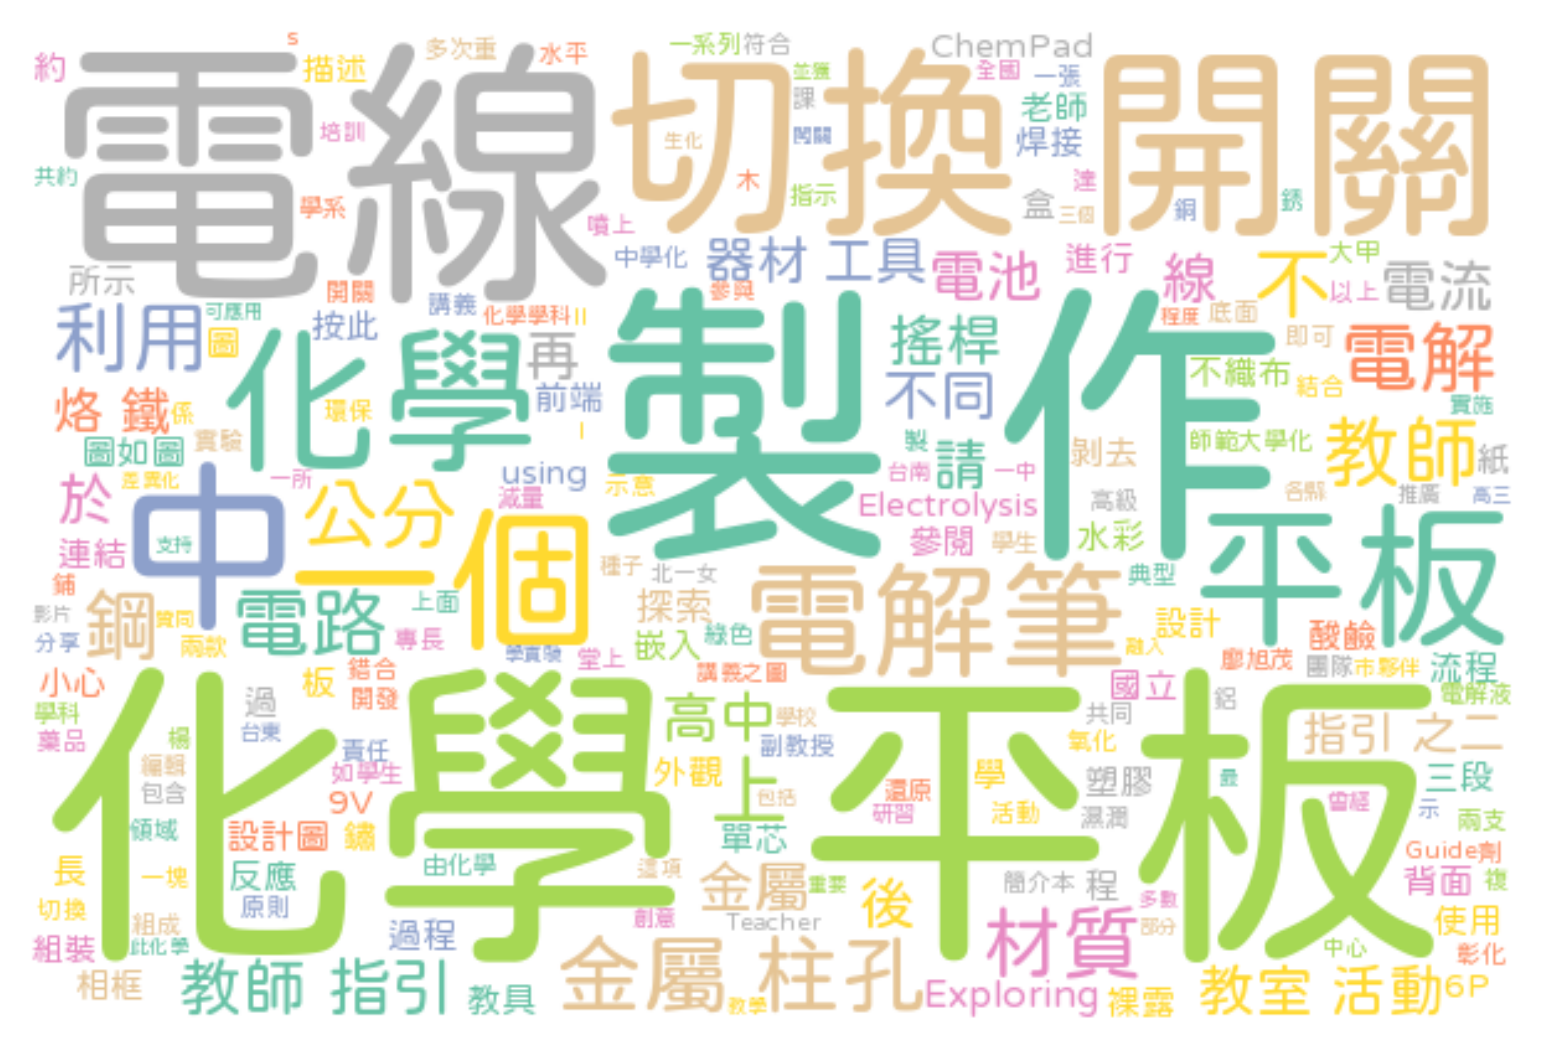 s
約
描述
多次重
水平
一系列
符合
ChemPad
電線
切換
開關
並獲
全國
一張
課
老師
培訓
生化
闖關
焊接
共約
學系
木
指示
達
盒
三個
銅
銹
噴上
所示
中學化
器材 工具
電池
進行
線
不
大甲
電流
開關
講義
參與
以上
利用
可應用
圖
按此
化學學科
II
製作
程度
底面
化學
再
搖桿
即可
電解
不織布
烙 鐵
係
環保
前端
不同
結合
實施
I
圖如圖
實驗
製
請
剝去
師範大學化
教師
紙
差異化
一所
using
示意
台南
一中
於
中
公分
減量
Electrolysis
高級
各縣
推廣
高三
連結
支持
一
個
參閱
學生
水彩
平板
鋪
種子
北一女
典型
影片
鋼
贊同
電路
上面
探索
電解筆
設計
分享
兩款
專長
嵌入
綠色
融入
酸鹼
小心
學實驗
堂上
講義之圖
廖旭茂
團隊
市夥伴
流程
板
錯合
國立
電解液
學科
過
開發
高中
學校
共同
鋁
藥品
楊
台東
責任
副教授
氧化
指引 之二
化學
平板
編輯
如學生
外觀
上
學
塑膠
最
三段
包含
9V
包括
還原
曾經
示
領域
設計圖
鏽
單芯
研習
活動
濕潤
兩支
長
一塊
反應
由化學
這項
Guide
劑
金屬
重要
後
簡介本
程
背面
複
切換
原則
多數
組成
過程
創意
Teacher
材質
部分
使用
組裝
此化學
中心
彰化
相框
教師 指引
教具
金屬 柱孔
教學
Exploring
裸露
教室 活動
6P